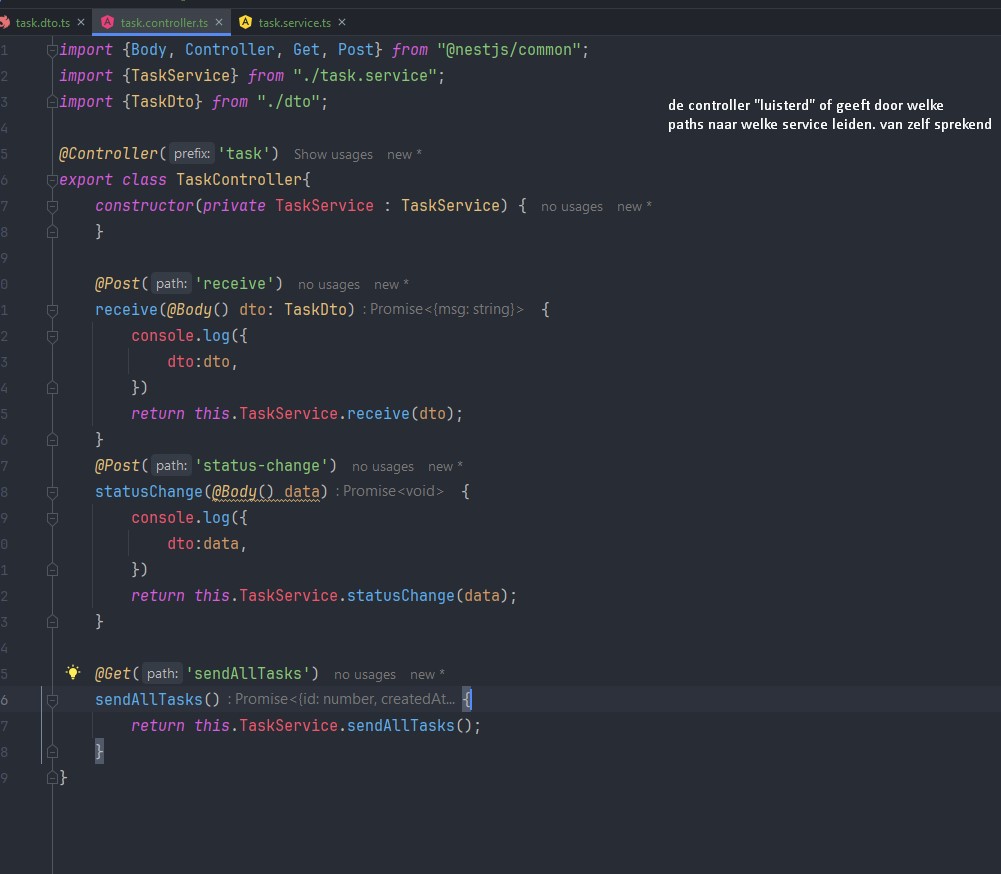 task.dto.ts × task.controller.ts × task.service.ts ×
1 import {Body, Controller, Get, Post} from "@nestjs/common";
2 import {TaskService} from "./task.service";
3 import {TaskDto} from "./dto";
de controller "luisterd" of geeft door welke
paths naar welke service leiden. van zelf sprekend
4
5 @Controller( prefix: 'task') Show usages new *
6 export class TaskController{
7 constructor(private TaskService : TaskService) { no usages new *
8 }
9
0 @Post( path: 'receive') no usages new *
1 receive(@Body() dto: TaskDto) : Promise<{msg: string}> {
2 console.log({
3 dto:dto,
4 })
5 return this.TaskService.receive(dto);
6 }
7 @Post( path: 'status-change') no usages new *
8 statusChange(@Body() data) : Promise<void> {
9 console.log({
0 dto:data,
1 })
2 return this.TaskService.statusChange(data);
3 }
4
5 @Get( path: 'sendAllTasks') no usages new *
6 sendAllTasks() : Promise<{id: number, createdAt... {
7 return this.TaskService.sendAllTasks();
8 }
9 }